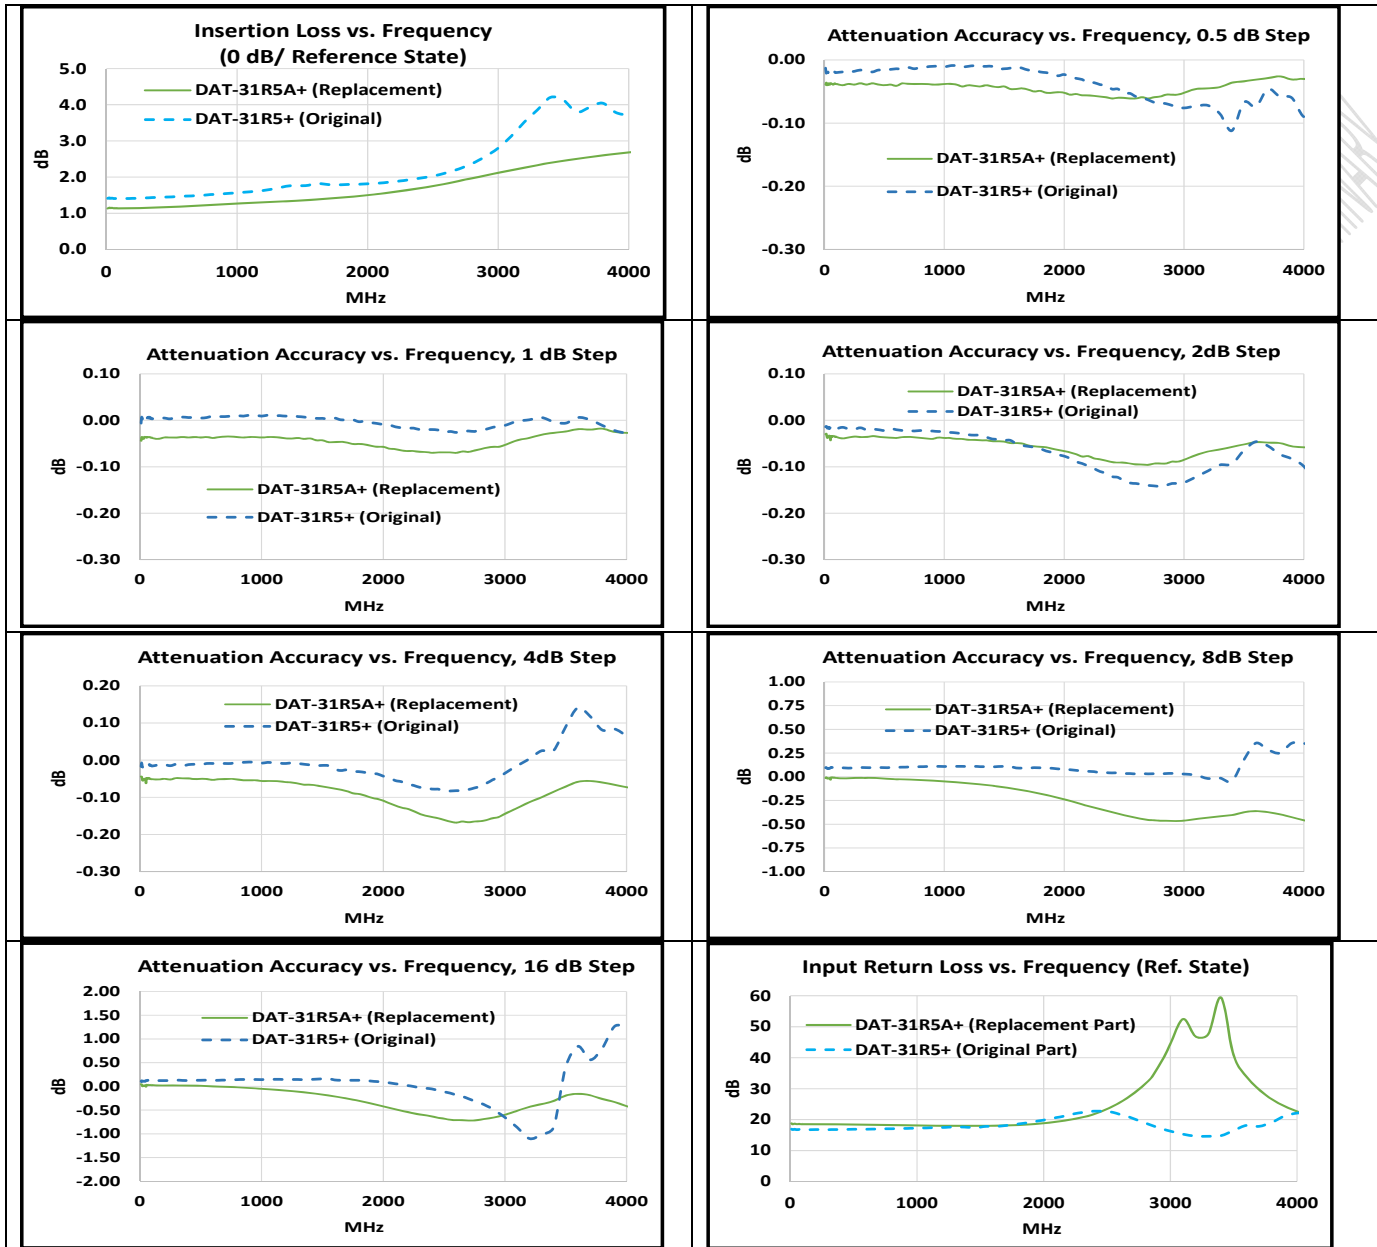 Insertion Loss vs. Frequency
(0 dB/ Reference State)
5.0
4.0
3.0
2.0
1.0
0.0
dB
DAT-31R5A+ (Replacement)
DAT-31R5+ (Original)
0 1000 2000 3000 4000
MHz
Attenuation Accuracy vs. Frequency, 0.5 dB Step
0.00
-0.10
-0.20
-0.30
dB
DAT-31R5A+ (Replacement)
DAT-31R5+ (Original)
0 1000 2000 3000 4000
MHz
Attenuation Accuracy vs. Frequency, 1 dB Step
0.10
0.00
-0.10
-0.20
-0.30
dB
DAT-31R5A+ (Replacement)
DAT-31R5+ (Original)
0 1000 2000 3000 4000
MHz
Attenuation Accuracy vs. Frequency, 2dB Step
0.10
0.00
-0.10
-0.20
-0.30
dB
DAT-31R5A+ (Replacement)
DAT-31R5+ (Original)
0 1000 2000 3000 4000
MHz
Attenuation Accuracy vs. Frequency, 4dB Step
0.20
0.10
0.00
-0.10
-0.20
-0.30
dB
DAT-31R5A+ (Replacement)
DAT-31R5+ (Original)
0 1000 2000 3000 4000
MHz
Attenuation Accuracy vs. Frequency, 8dB Step
1.00
0.75
0.50
0.25
0.00
-0.25
-0.50
-0.75
-1.00
dB
DAT-31R5A+ (Replacement)
DAT-31R5+ (Original)
0 1000 2000 3000 4000
MHz
Attenuation Accuracy vs. Frequency, 16 dB Step
2.00
1.50
1.00
0.50
0.00
-0.50
-1.00
-1.50
-2.00
dB
DAT-31R5A+ (Replacement)
DAT-31R5+ (Original)
0 1000 2000 3000 4000
MHz
Input Return Loss vs. Frequency (Ref. State)
60
50
40
30
20
10
0
dB
DAT-31R5A+ (Replacement Part)
DAT-31R5+ (Original Part)
0 1000 2000 3000 4000
MHz